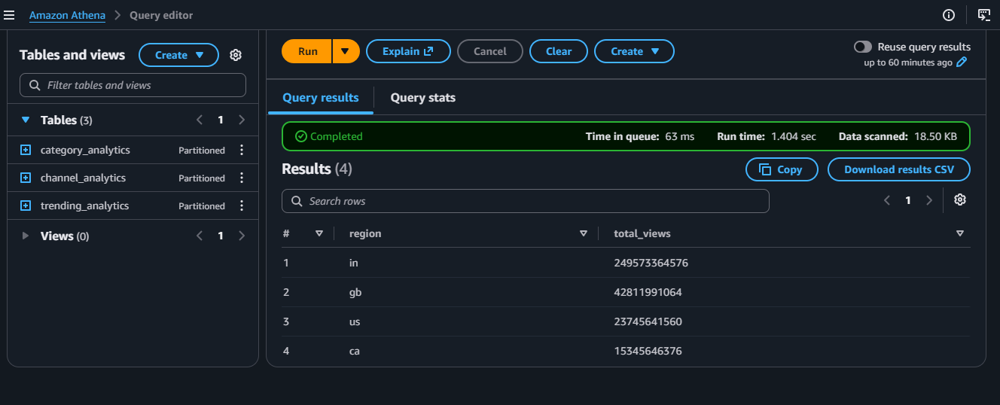 Amazon Athena > Query editor
Tables and views
Create
Filter tables and views
Tables (3)
1
category_analytics Partitioned
channel_analytics Partitioned
trending_analytics Partitioned
Views (0)
1
Run
Explain
Cancel
Clear
Create
Reuse query results
up to 60 minutes ago
Query results
Query stats
Completed
Time in queue: 63 ms
Run time: 1.404 sec
Data scanned: 18.50 KB
Results (4)
Copy
Download results CSV
Search rows
1
# region total_views
1 in 249573364576
2 gb 42811991064
3 us 23745641560
4 ca 15345646376